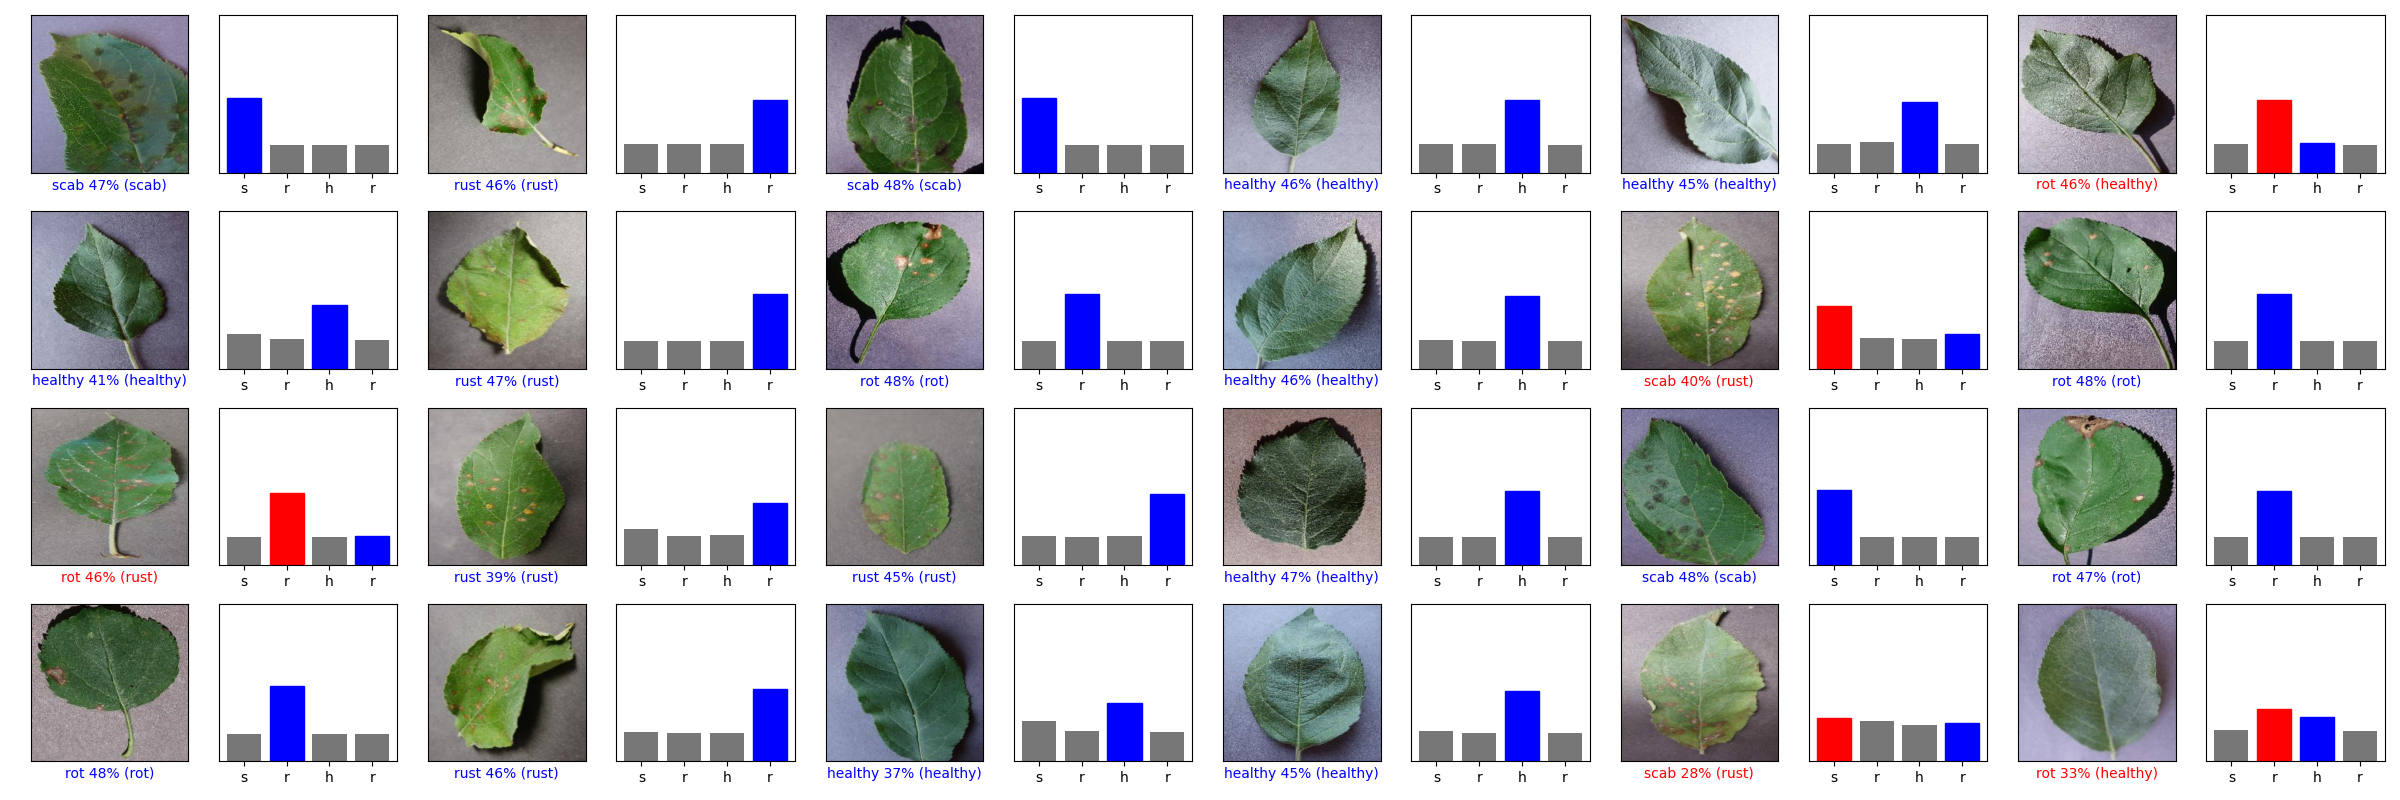 s r h r s r h r s r h r s r h r s r h r s r h r
scab 47% (scab) rust 46% (rust) scab 48% (scab) healthy 46% (healthy) healthy 45% (healthy) rot 46% (healthy)
s r h r s r h r s r h r s r h r s r h r s r h r
healthy 41% (healthy) rust 47% (rust) rot 48% (rot) healthy 46% (healthy) scab 40% (rust) rot 48% (rot)
s r h r s r h r s r h r s r h r s r h r s r h r
rot 46% (rust) rust 39% (rust) rust 45% (rust) healthy 47% (healthy) scab 48% (scab) rot 47% (rot)
s r h r s r h r s r h r s r h r s r h r s r h r
rot 48% (rot) rust 46% (rust) healthy 37% (healthy) healthy 45% (healthy) scab 28% (rust) rot 33% (healthy)